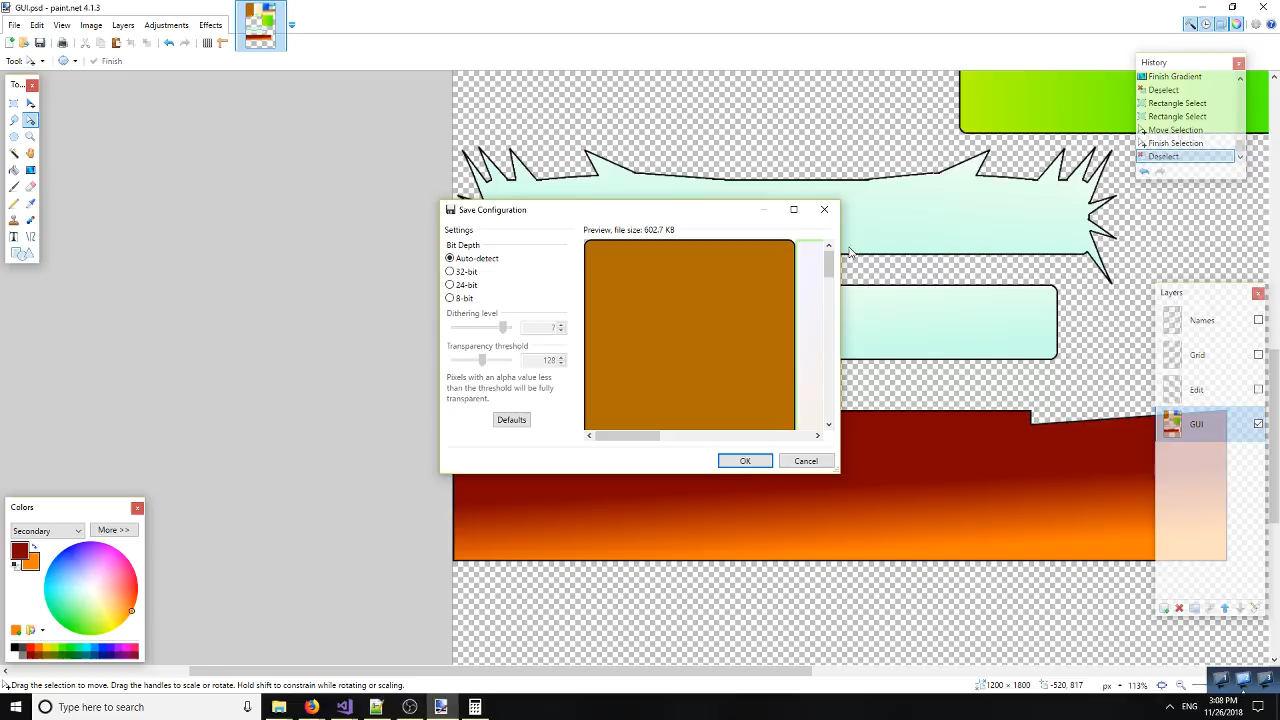 GUI.psd - paint.net 4.1.3
File Edit View Image Layers Adjustments Effects
Tool:
Finish
To...
History
Finish Gradient
Deselect
Rectangle Select
Rectangle Select
Move Selection
Finish Selection
Deselect
Save Configuration
Settings
Preview, file size: 602.7 KB
Bit Depth
Auto-detect
32-bit
24-bit
8-bit
Dithering level
7
Transparency threshold
128
Pixels with an alpha value less
than the threshold will be fully
transparent.
Defaults
OK
Cancel
Layers
Names
Grid
Edit
GUI
Colors
Secondary
More >>
Drag the selection to move. Drag the handles to scale or rotate. Hold shift to constrain while rotating or scaling.
1200 × 1800
-520, 817
px
113%
Type here to search
3:08 PM
11/26/2018